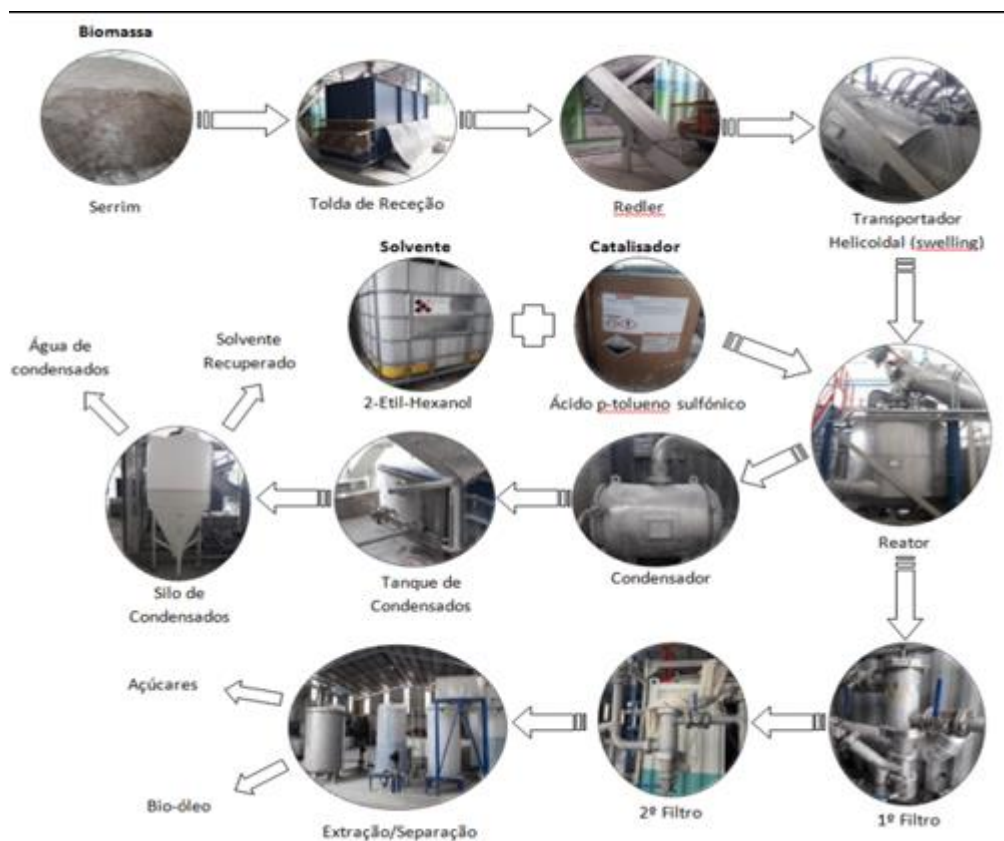 Biomassa
Serrim
Tolda de Receção
Redler
Transportador
Helicoidal (swelling)
Solvente
Catalisador
2-Etil-Hexanol
Ácido p-tolueno sulfónico
Água de
condensados
Solvente
Recuperado
Reator
Condensador
Tanque de
Condensados
Silo de
Condensados
Açúcares
Bio-óleo
Extração/Separação
2º Filtro
1º Filtro